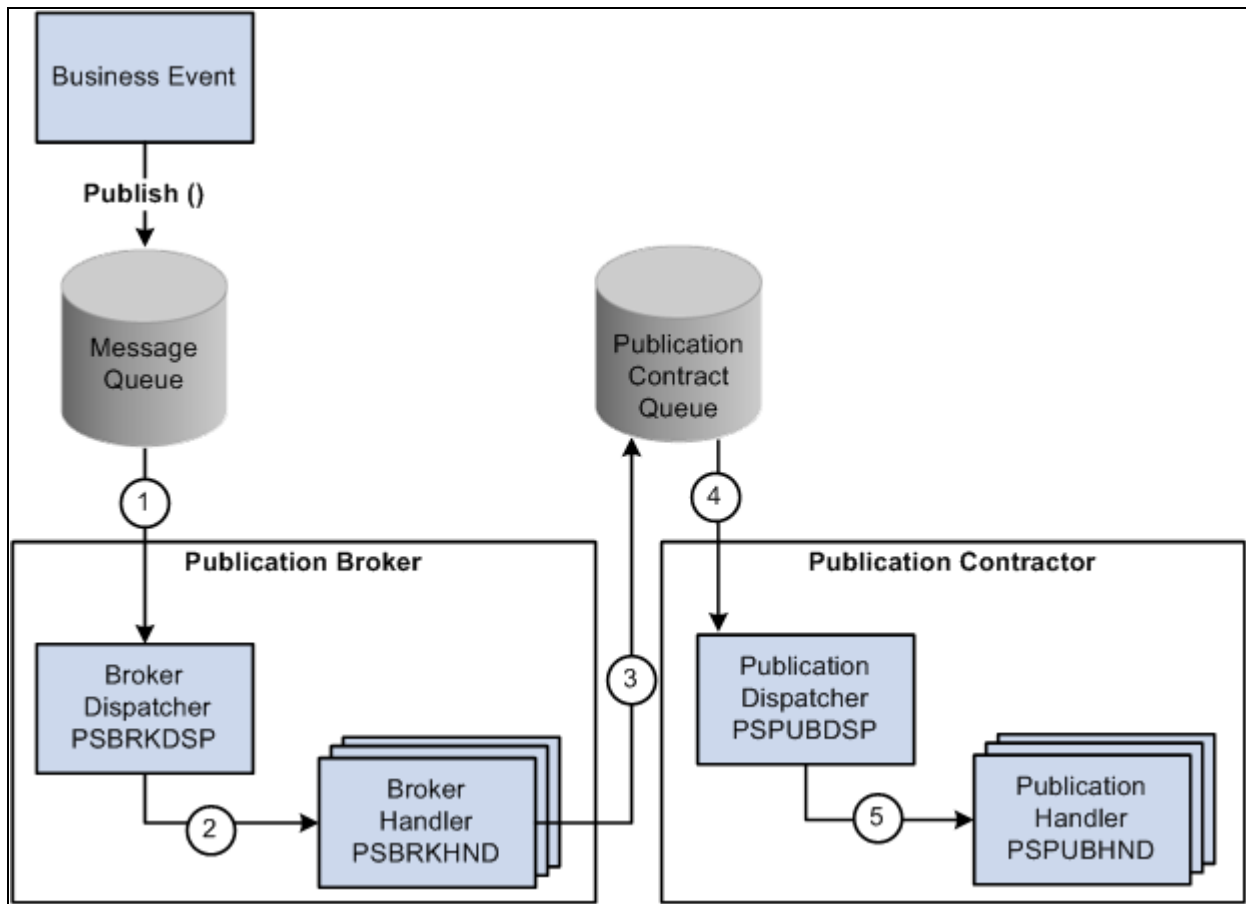 Business Event
Publish ()
Message
Queue
1
Publication Broker
Broker
Dispatcher
PSBRKDSP
2
Broker
Handler
PSBRKHND
3
Publication
Contract
Queue
4
Publication Contractor
Publication
Dispatcher
PSPUBDSP
5
Publication
Handler
PSPUBHND